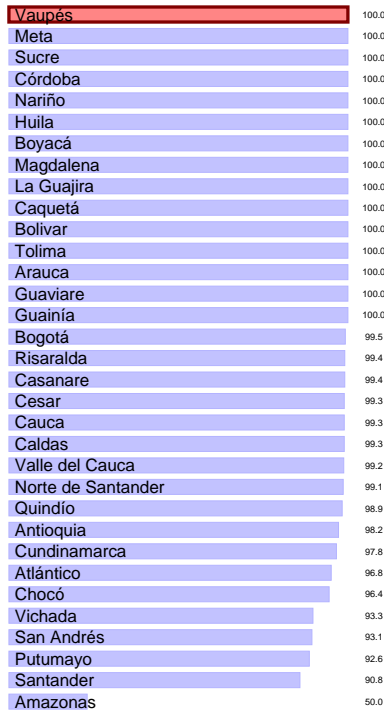 Vaupés 100.0
Meta 100.0
Sucre 100.0
Córdoba 100.0
Nariño 100.0
Huila 100.0
Boyacá 100.0
Magdalena 100.0
La Guajira 100.0
Caquetá 100.0
Bolivar 100.0
Tolima 100.0
Arauca 100.0
Guaviare 100.0
Guainía 100.0
Bogotá 99.5
Risaralda 99.4
Casanare 99.4
Cesar 99.3
Cauca 99.3
Caldas 99.3
Valle del Cauca 99.2
Norte de Santander 99.1
Quindío 98.9
Antioquia 98.2
Cundinamarca 97.8
Atlántico 96.8
Chocó 96.4
Vichada 93.3
San Andrés 93.1
Putumayo 92.6
Santander 90.8
Amazonas 50.0